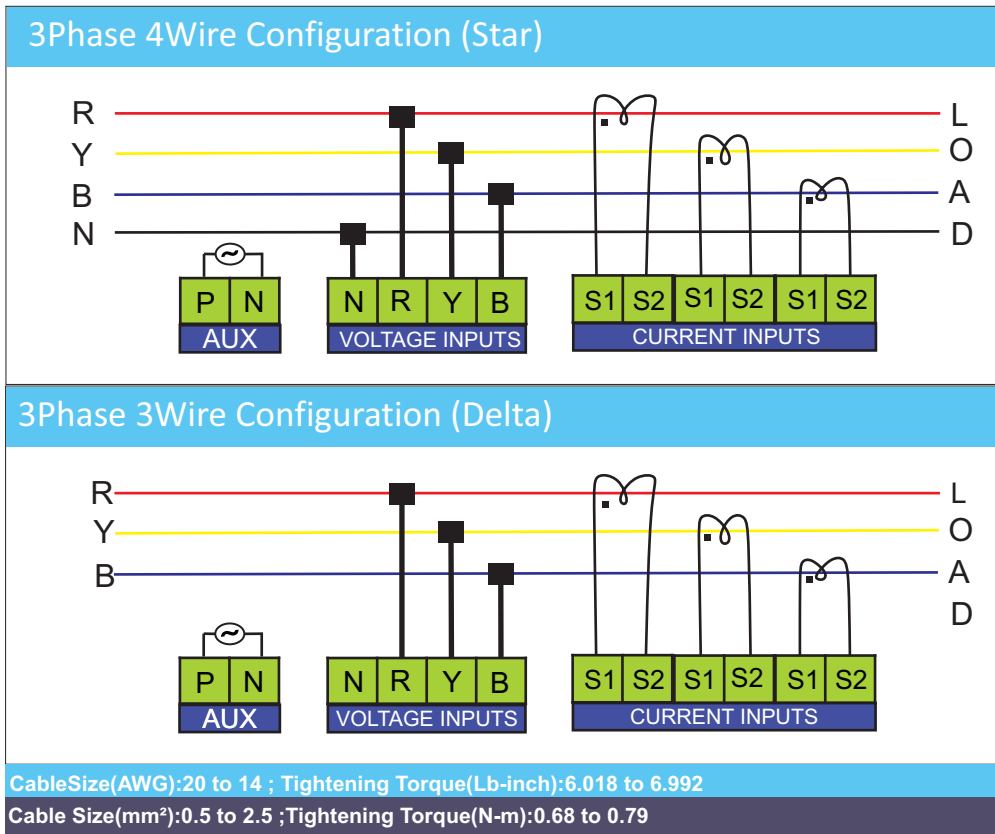 3Phase 4Wire Configuration (Star)
R L
Y O
B A
N D
P N N R Y B S1 S2 S1 S2 S1 S2
AUX VOLTAGE INPUTS CURRENT INPUTS
3Phase 3Wire Configuration (Delta)
R L
Y O
B A
D
P N N R Y B S1 S2 S1 S2 S1 S2
AUX VOLTAGE INPUTS CURRENT INPUTS
CableSize(AWG):20 to 14 ; Tightening Torque(Lb-inch):6.018 to 6.992
Cable Size(mm²):0.5 to 2.5 ;Tightening Torque(N-m):0.68 to 0.79